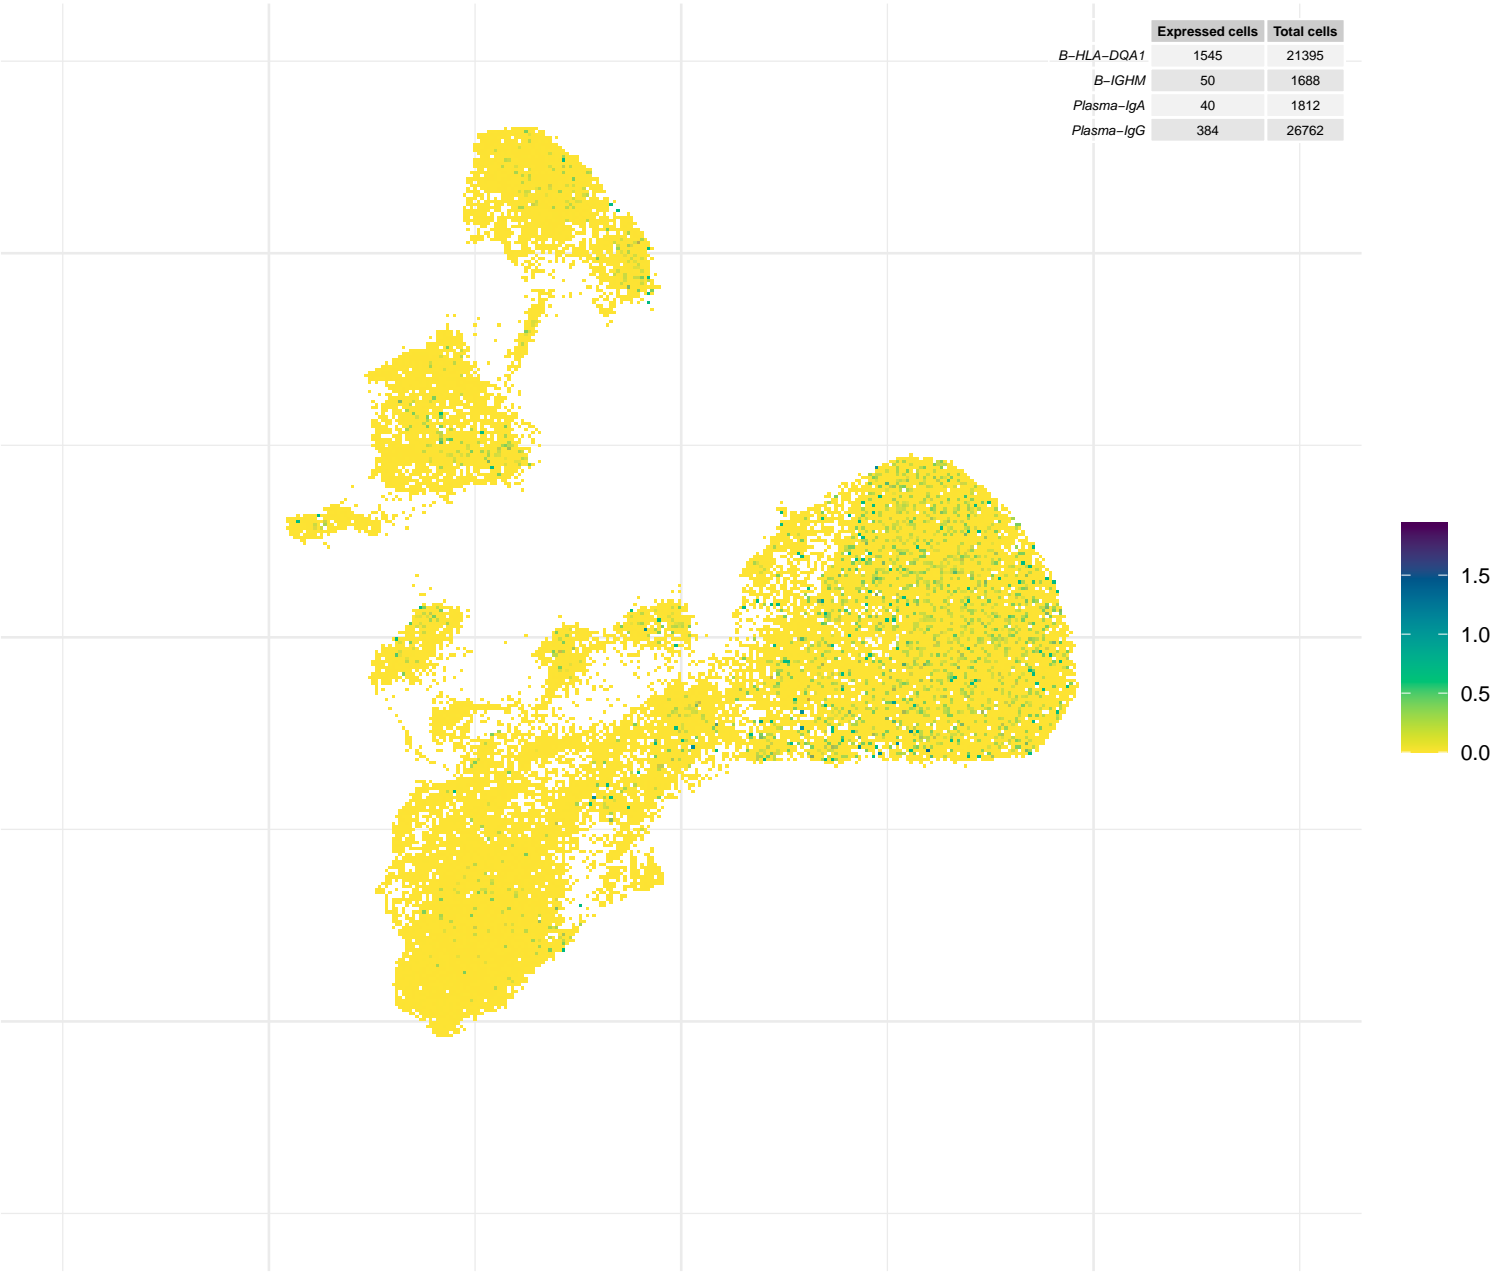 Expressed cells Total cells
B−HLA−DQA1 1545 21395
B−IGHM 50 1688
Plasma−IgA 40 1812
Plasma−IgG 384 26762
1.5
1.0
0.5
0.0